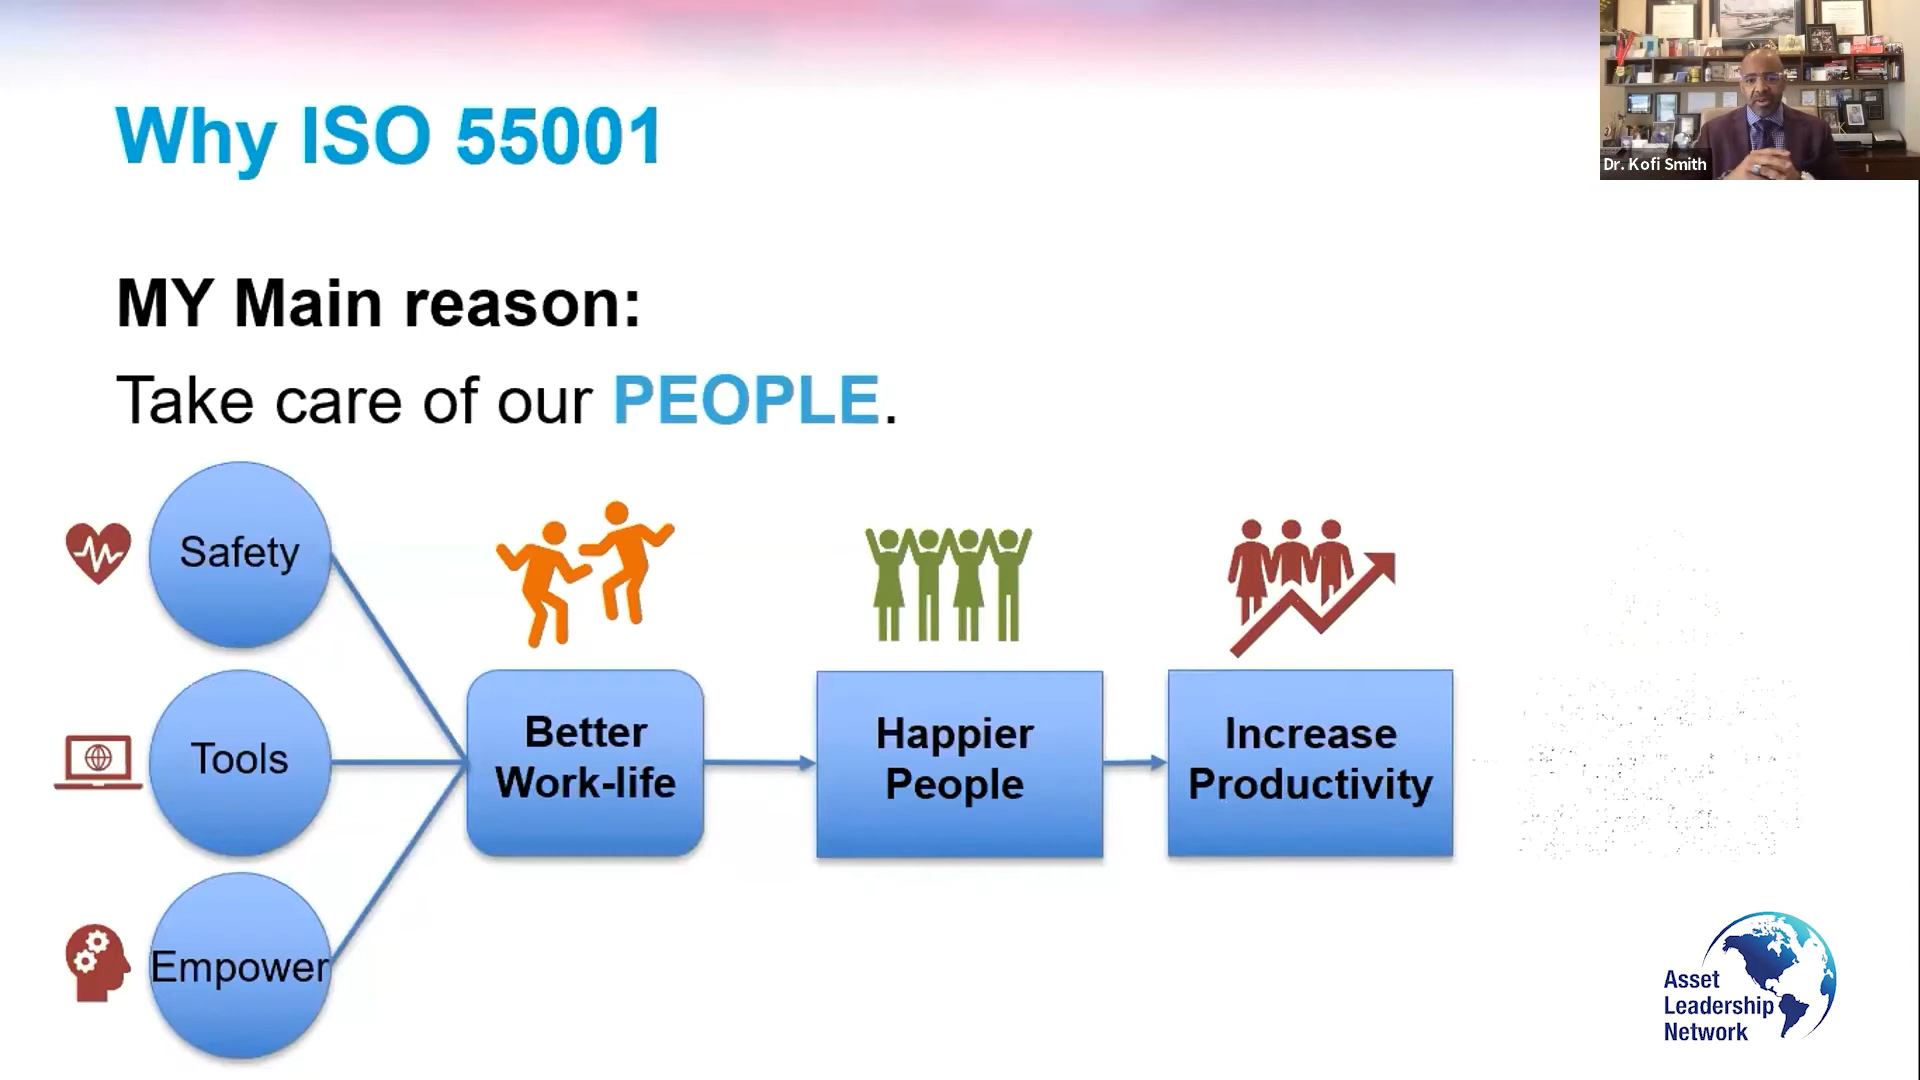 Why ISO 55001
Dr. Kofi Smith
MY Main reason:
Take care of our PEOPLE.
Safety
Tools
Empower
Better
Work-life
Happier
People
Increase
Productivity
Asset
Leadership
Network